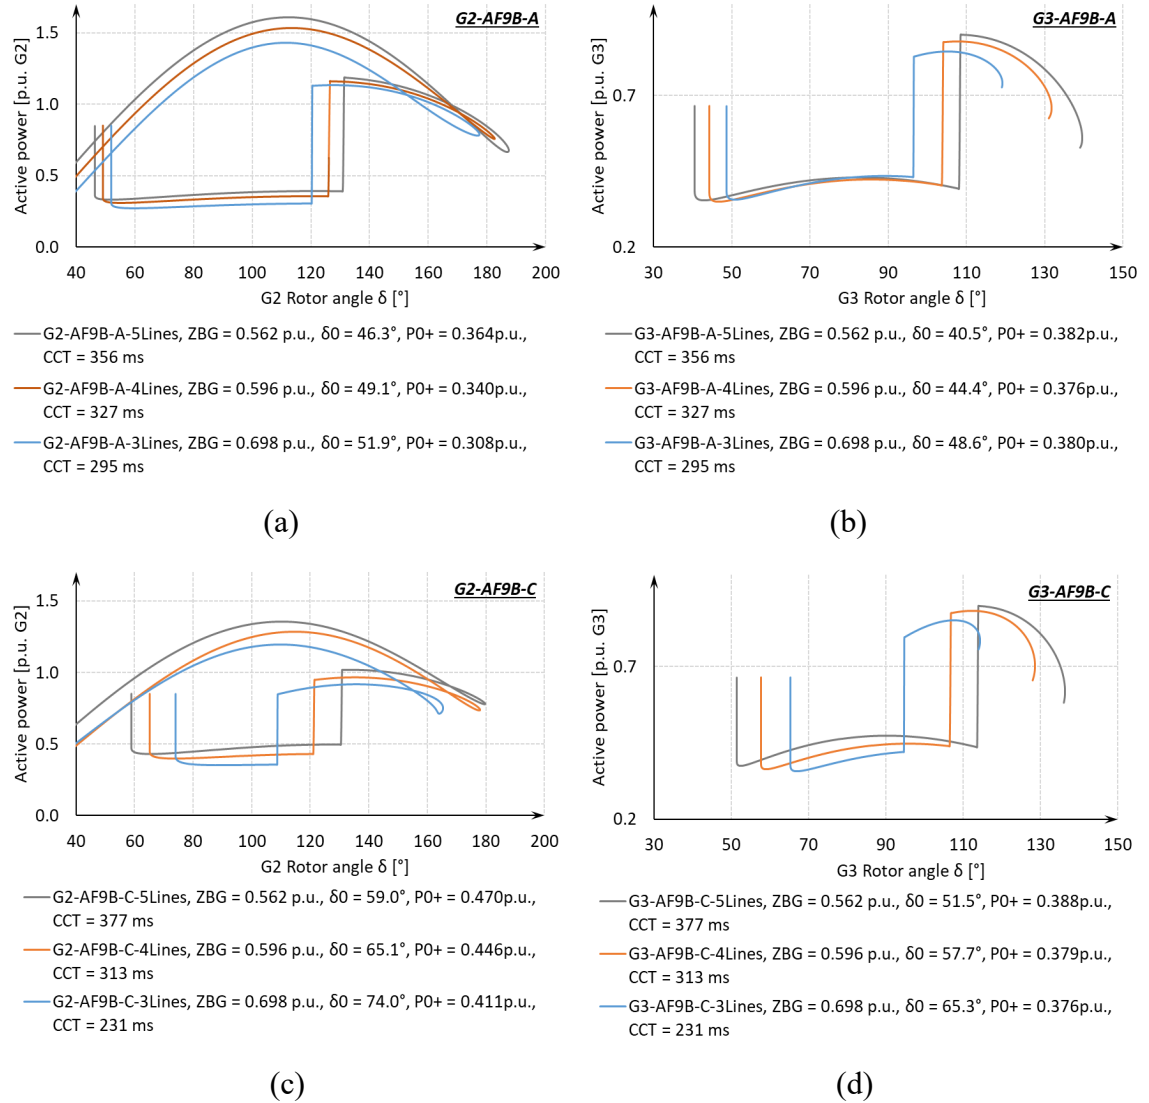 G2-AF9B-A
Active power [p.u. G2]
1.5
1.0
0.5
0.0
40 60 80 100 120 140 160 180 200
G2 Rotor angle δ [°]
G2-AF9B-A-5Lines, ZBG = 0.562 p.u., δ0 = 46.3°, P0+ = 0.364p.u.,
CCT = 356 ms
G2-AF9B-A-4Lines, ZBG = 0.596 p.u., δ0 = 49.1°, P0+ = 0.340p.u.,
CCT = 327 ms
G2-AF9B-A-3Lines, ZBG = 0.698 p.u., δ0 = 51.9°, P0+ = 0.308p.u.,
CCT = 295 ms
(a)
G3-AF9B-A
Active power [p.u. G3]
0.7
0.2
30 50 70 90 110 130 150
G3 Rotor angle δ [°]
G3-AF9B-A-5Lines, ZBG = 0.562 p.u., δ0 = 40.5°, P0+ = 0.382p.u.,
CCT = 356 ms
G3-AF9B-A-4Lines, ZBG = 0.596 p.u., δ0 = 44.4°, P0+ = 0.376p.u.,
CCT = 327 ms
G3-AF9B-A-3Lines, ZBG = 0.698 p.u., δ0 = 48.6°, P0+ = 0.380p.u.,
CCT = 295 ms
(b)
G2-AF9B-C
Active power [p.u. G2]
1.5
1.0
0.5
0.0
40 60 80 100 120 140 160 180 200
G2 Rotor angle δ [°]
G2-AF9B-C-5Lines, ZBG = 0.562 p.u., δ0 = 59.0°, P0+ = 0.470p.u.,
CCT = 377 ms
G2-AF9B-C-4Lines, ZBG = 0.596 p.u., δ0 = 65.1°, P0+ = 0.446p.u.,
CCT = 313 ms
G2-AF9B-C-3Lines, ZBG = 0.698 p.u., δ0 = 74.0°, P0+ = 0.411p.u.,
CCT = 231 ms
(c)
G3-AF9B-C
Active power [p.u. G3]
0.7
0.2
30 50 70 90 110 130 150
G3 Rotor angle δ [°]
G3-AF9B-C-5Lines, ZBG = 0.562 p.u., δ0 = 51.5°, P0+ = 0.388p.u.,
CCT = 377 ms
G3-AF9B-C-4Lines, ZBG = 0.596 p.u., δ0 = 57.7°, P0+ = 0.379p.u.,
CCT = 313 ms
G3-AF9B-C-3Lines, ZBG = 0.698 p.u., δ0 = 65.3°, P0+ = 0.376p.u.,
CCT = 231 ms
(d)